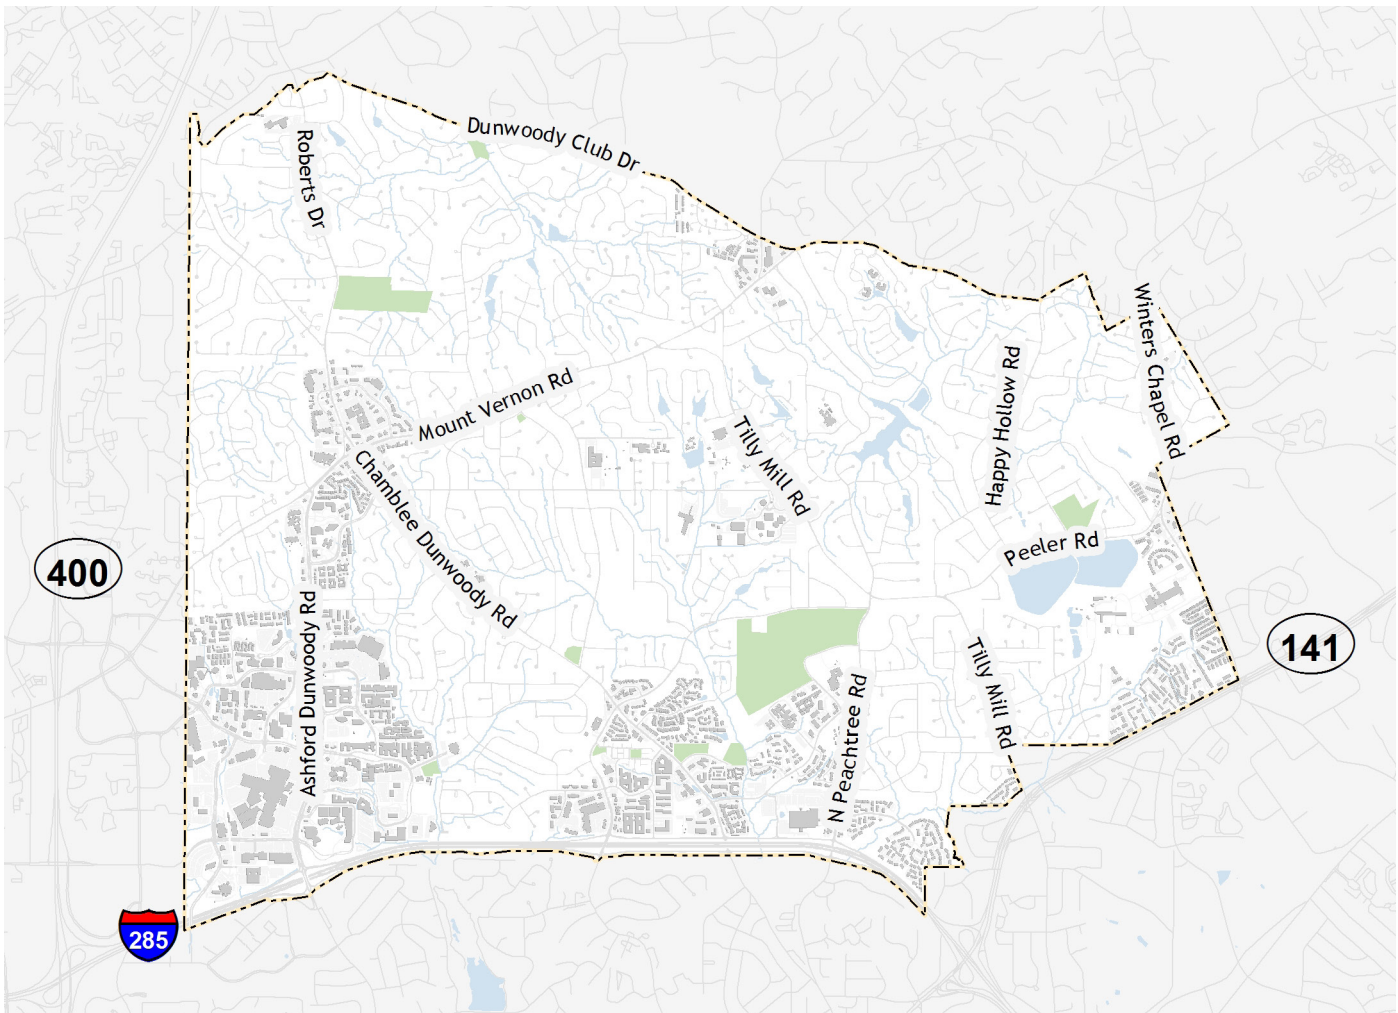 Dunwoody Club Dr
Roberts Dr
Winters Chapel Rd
Happy Hollow Rd
Mount Vernon Rd
Tilly Mill Rd
Chamblee Dunwoody Rd
Peeler Rd
400
Ashford Dunwoody Rd
141
Tilly Mill Rd
N Peachtree Rd
285